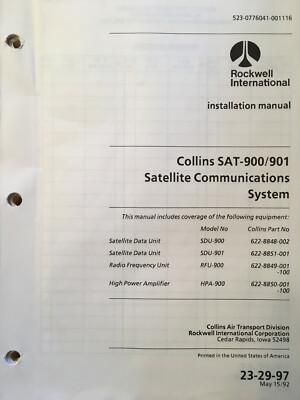 523-0776041-001116
Rockwell
International
installation manual
Collins SAT-900/901
Satellite Communications
System
This manual includes coverage of the following equipment:
Model No Collins Part No
Satellite Data Unit SDU-900 622-8848-002
Satellite Data Unit SDU-901 622-8851-001
Radio Frequency Unit RFU-900 622-8849-001
-100
High Power Amplifier HPA-900 622-8850-001
-100
Collins Air Transport Division
Rockwell International Corporation
Cedar Rapids, Iowa 52498
Printed in the United States of America
23-29-97
May 15/92